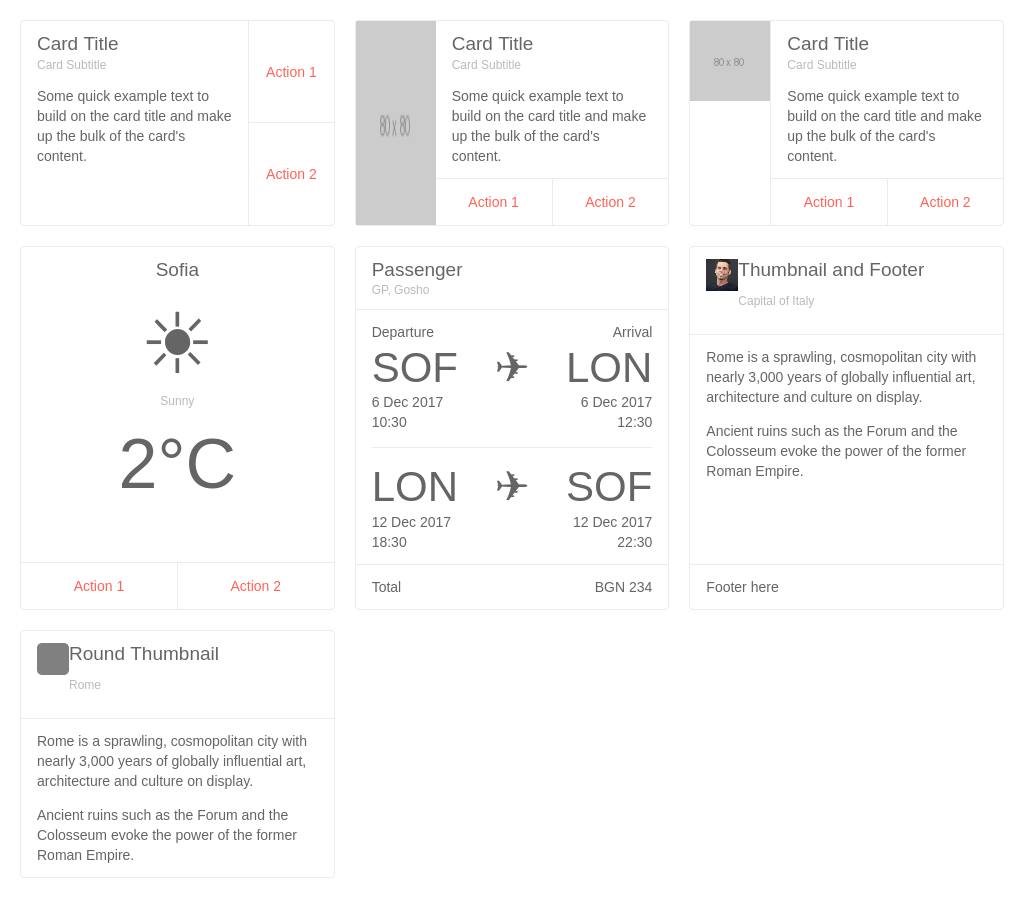 Card Title
Card Subtitle
Some quick example text to
build on the card title and make
up the bulk of the card's
content.
Action 1
Action 2
80 x 80
Card Title
Card Subtitle
Some quick example text to
build on the card title and make
up the bulk of the card's
content.
Action 1
Action 2
80 x 80
Card Title
Card Subtitle
Some quick example text to
build on the card title and make
up the bulk of the card's
content.
Action 1
Action 2
Sofia
Sunny
2°C
Action 1
Action 2
Passenger
GP, Gosho
Departure Arrival
SOF ✈ LON
6 Dec 2017 6 Dec 2017
10:30 12:30
LON ✈ SOF
12 Dec 2017 12 Dec 2017
18:30 22:30
Total BGN 234
Thumbnail and Footer
Capital of Italy
Rome is a sprawling, cosmopolitan city with
nearly 3,000 years of globally influential art,
architecture and culture on display.
Ancient ruins such as the Forum and the
Colosseum evoke the power of the former
Roman Empire.
Footer here
Round Thumbnail
Rome
Rome is a sprawling, cosmopolitan city with
nearly 3,000 years of globally influential art,
architecture and culture on display.
Ancient ruins such as the Forum and the
Colosseum evoke the power of the former
Roman Empire.